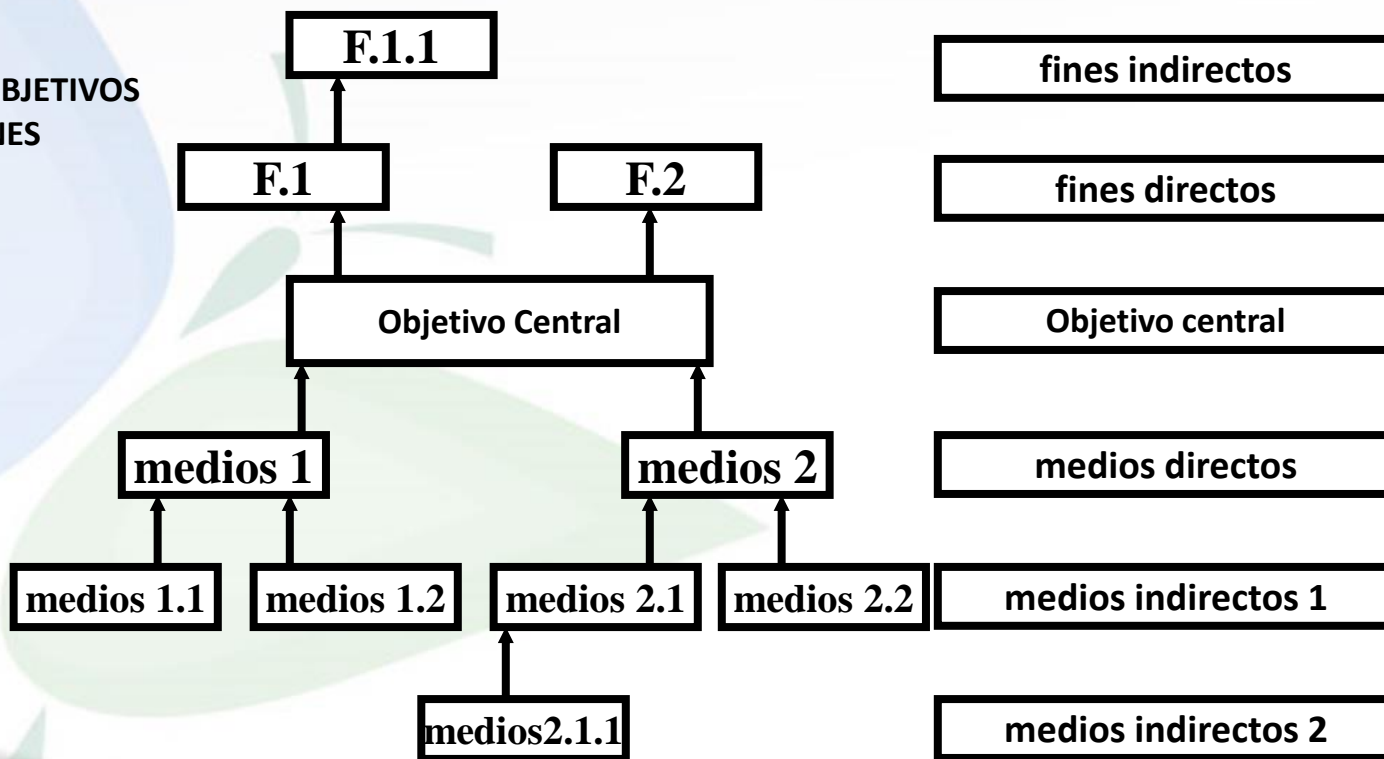 F.1.1
fines indirectos
BJETIVOS
NES
F.1
F.2
fines directos
Objetivo Central
Objetivo central
medios 1
medios 2
medios directos
medios 1.1
medios 1.2
medios 2.1
medios 2.2
medios indirectos 1
medios2.1.1
medios indirectos 2